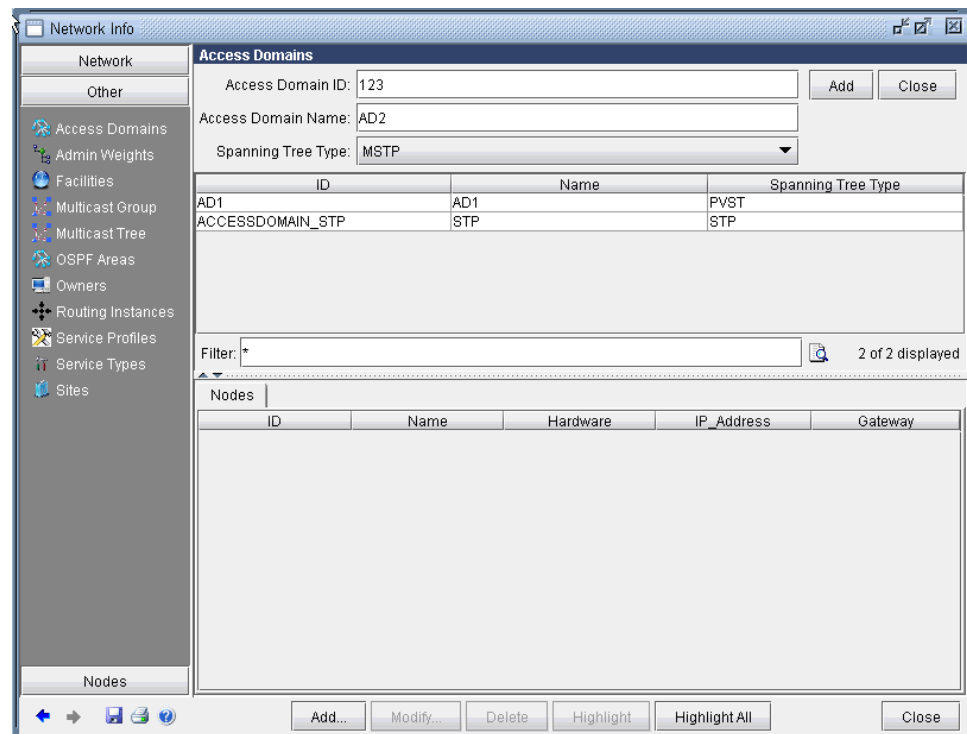 Network Info
Network
Other
Access Domains
Admin Weights
Facilities
Multicast Group
Multicast Tree
OSPF Areas
Owners
Routing Instances
Service Profiles
Service Types
Sites
Nodes
Access Domains
Access Domain ID: 123 Add Close
Access Domain Name: AD2
Spanning Tree Type: MSTP
ID Name Spanning Tree Type
AD1 AD1 PVST
ACCESSDOMAIN_STP STP STP
Filter: * 2 of 2 displayed
Nodes
ID Name Hardware IP_Address Gateway
Add... Modify... Delete Highlight Highlight All Close